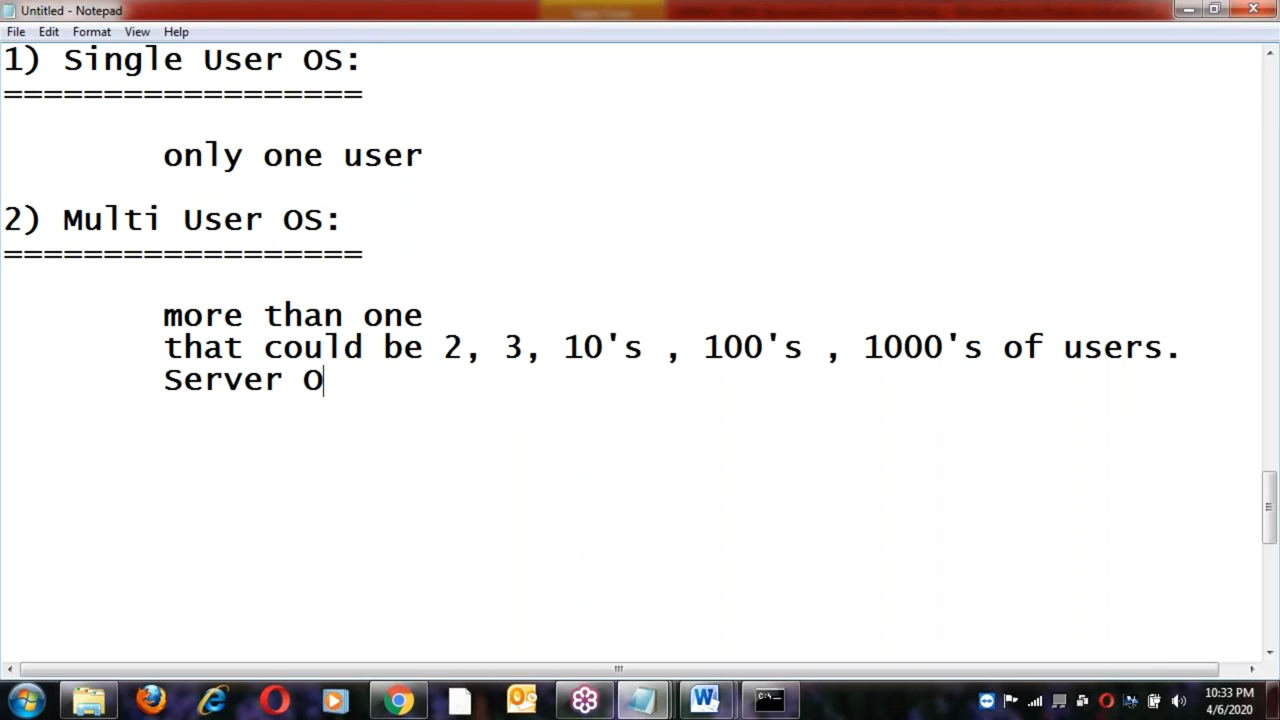 Untitled - Notepad
File Edit Format View Help
1) Single User OS:
==================
only one user
2) Multi User OS:
==================
more than one
that could be 2, 3, 10's , 100's , 1000's of users.
Server O
10:33 PM
4/6/2020